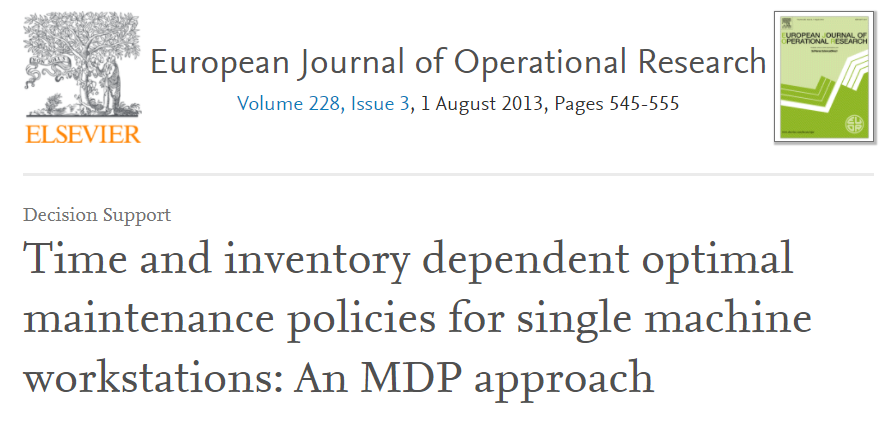 European Journal of Operational Research
Volume 228, Issue 3, 1 August 2013, Pages 545-555
ELSEVIER
EUROPEAN JOURNAL OF
OPERATIONAL RESEARCH
Decision Support
Time and inventory dependent optimal
maintenance policies for single machine
workstations: An MDP approach